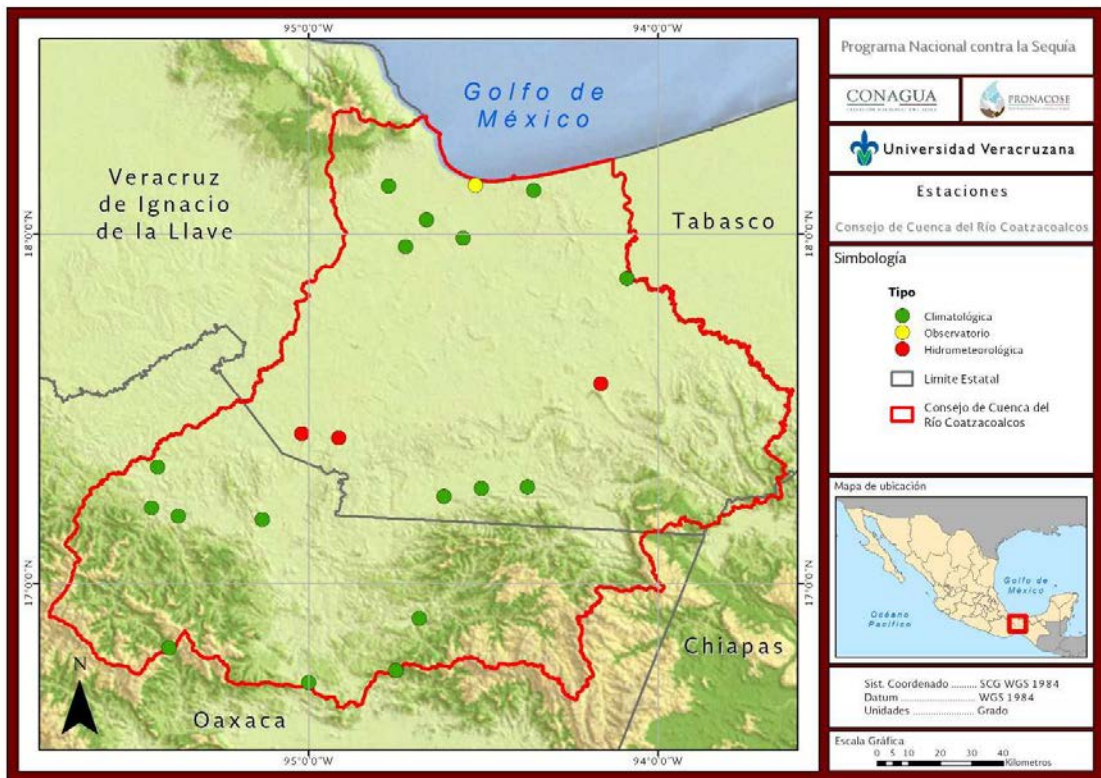 95°0'0"W
94°0'0"W
18°0'0"N
17°0'0"N
18°0'0"N
17°0'0"N
95°0'0"W
94°0'0"W
Golfo de
México
Veracruz
de Ignacio
de la Llave
Tabasco
Chiapas
Oaxaca
N
Programa Nacional contra la Sequía
CONAGUA
PRONACOSE
Universidad Veracruzana
Estaciones
Consejo de Cuenca del Río Coatzacoalcos
Simbología
Tipo
Climatológica
Observatorio
Hidrometeorológica
Límite Estatal
Consejo de Cuenca del
Río Coatzacoalcos
Mapa de ubicación
Golfo de
México
Océano
Pacífico
Sist. Coordenado ......... SCG WGS 1984
Datum .................... WGS 1984
Unidades .................. Grado
Escala Gráfica
0 5 10 20 30 40
Kilometros